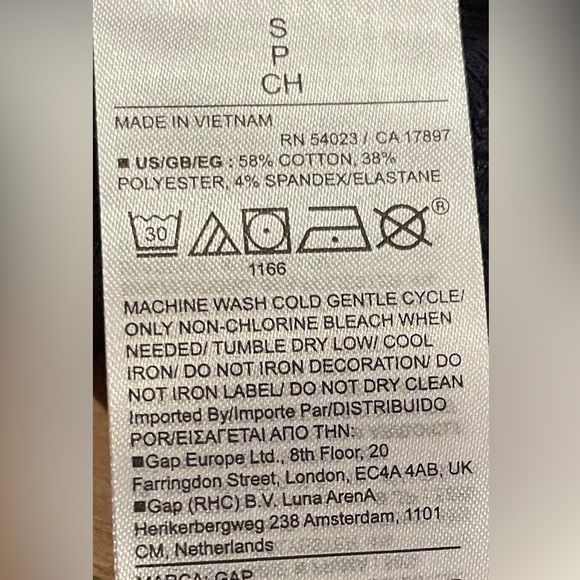 S
P
CH
MADE IN VIETNAM
RN 54023 / CA 17897
■ US/GB/EG : 58% COTTON, 38%
POLYESTER, 4% SPANDEX/ELASTANE
30
®
1166
MACHINE WASH COLD GENTLE CYCLE/
ONLY NON-CHLORINE BLEACH WHEN
NEEDED/ TUMBLE DRY LOW/ COOL
IRON/ DO NOT IRON DECORATION/ DO
NOT IRON LABEL/ DO NOT DRY CLEAN
Imported By/Importe Par/DISTRIBUIDO
POR/ΕΙΣΑΓΕΤΑΙ ΑΠΟ ΤΗΝ:
■Gap Europe Ltd., 8th Floor, 20
Farringdon Street, London, EC4A 4AB, UK
■Gap (RHC) B.V. Luna ArenA
Herikerbergweg 238 Amsterdam, 1101
CM, Netherlands
MARCA: GAP